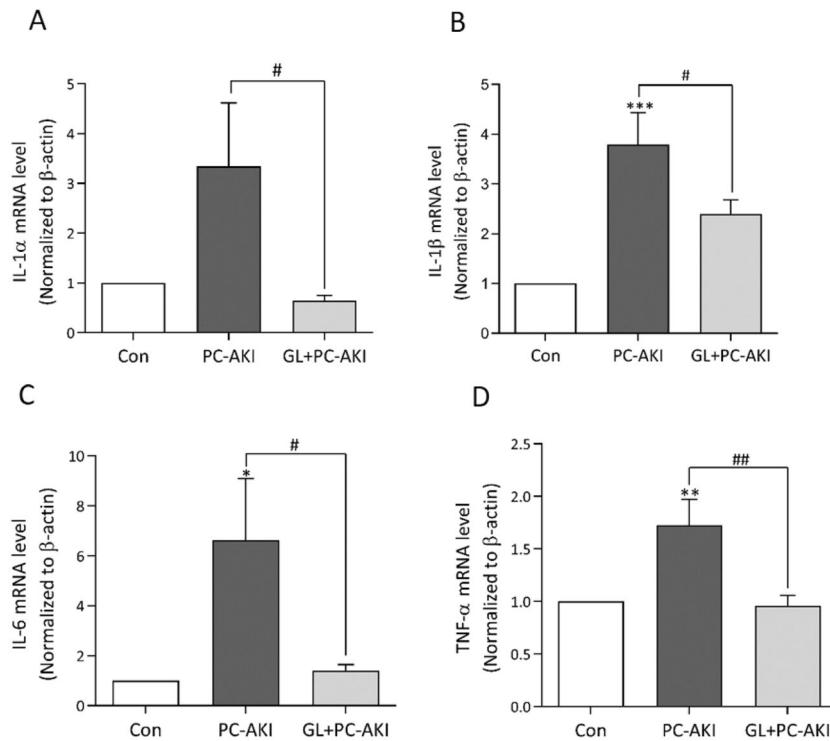 A
IL-1α mRNA level
(Normalized to β-actin)
5
4
3
2
1
0
#
Con
PC-AKI
GL+PC-AKI
B
IL-1β mRNA level
(Normalized to β-actin)
5
4
3
2
1
0
#
***
Con
PC-AKI
GL+PC-AKI
C
IL-6 mRNA level
(Normalized to β-actin)
10
8
6
4
2
0
#
*
Con
PC-AKI
GL+PC-AKI
D
TNF-α mRNA level
(Normalized to β-actin)
2.5
2.0
1.5
1.0
0.5
0.0
##
**
Con
PC-AKI
GL+PC-AKI